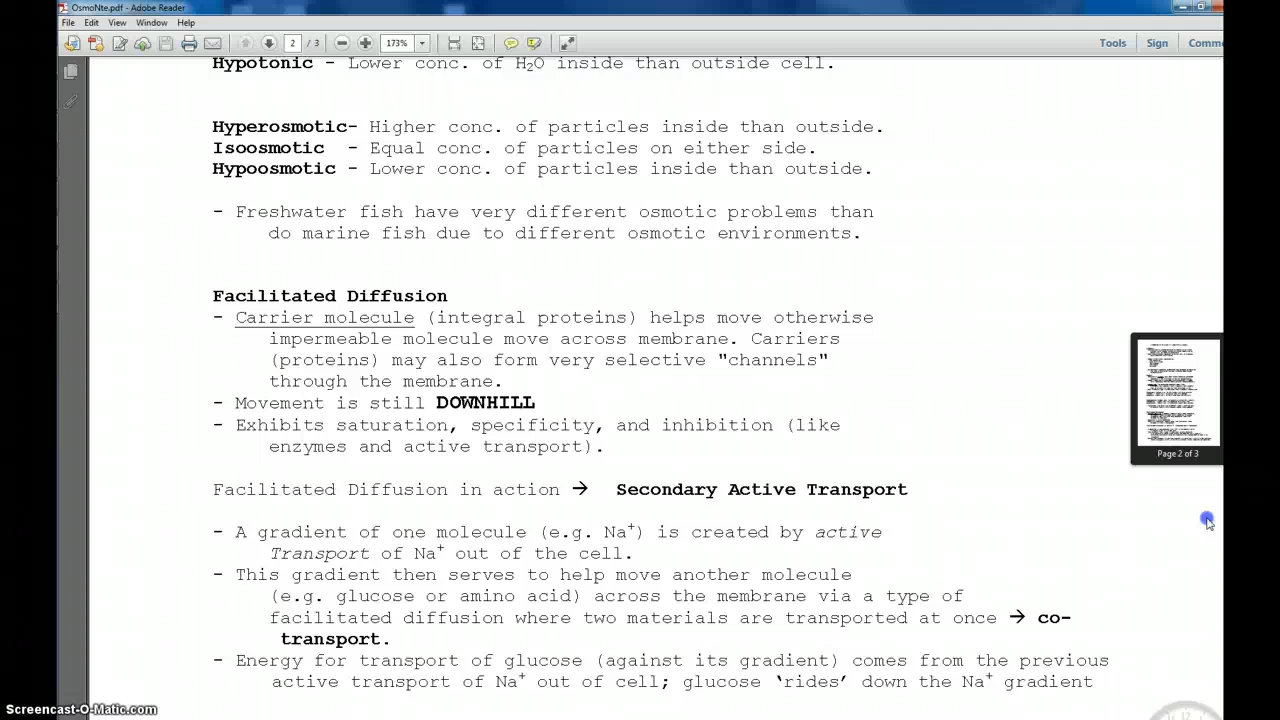 OsmoNte.pdf - Adobe Reader
File Edit View Window Help
2 / 3 173% Tools Sign Comme
Hypotonic - Lower conc. of H₂O inside than outside cell.
Hyperosmotic- Higher conc. of particles inside than outside.
Isoosmotic - Equal conc. of particles on either side.
Hypoosmotic - Lower conc. of particles inside than outside.
- Freshwater fish have very different osmotic problems than
do marine fish due to different osmotic environments.
Facilitated Diffusion
- Carrier molecule (integral proteins) helps move otherwise
impermeable molecule move across membrane. Carriers
(proteins) may also form very selective "channels"
through the membrane.
- Movement is still DOWNHILL
- Exhibits saturation, specificity, and inhibition (like
enzymes and active transport).
Facilitated Diffusion in action → Secondary Active Transport
- A gradient of one molecule (e.g. Na⁺) is created by active
Transport of Na⁺ out of the cell.
- This gradient then serves to help move another molecule
(e.g. glucose or amino acid) across the membrane via a type of
facilitated diffusion where two materials are transported at once → co-
transport.
- Energy for transport of glucose (against its gradient) comes from the previous
active transport of Na⁺ out of cell; glucose ‘rides’ down the Na⁺ gradient
Page 2 of 3
Screencast-O-Matic.com